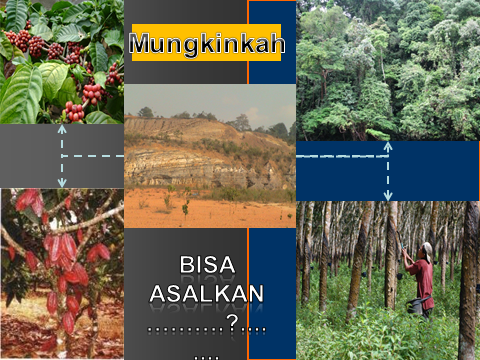 Mungkinkah
BISA
ASALKAN
...........?....
....